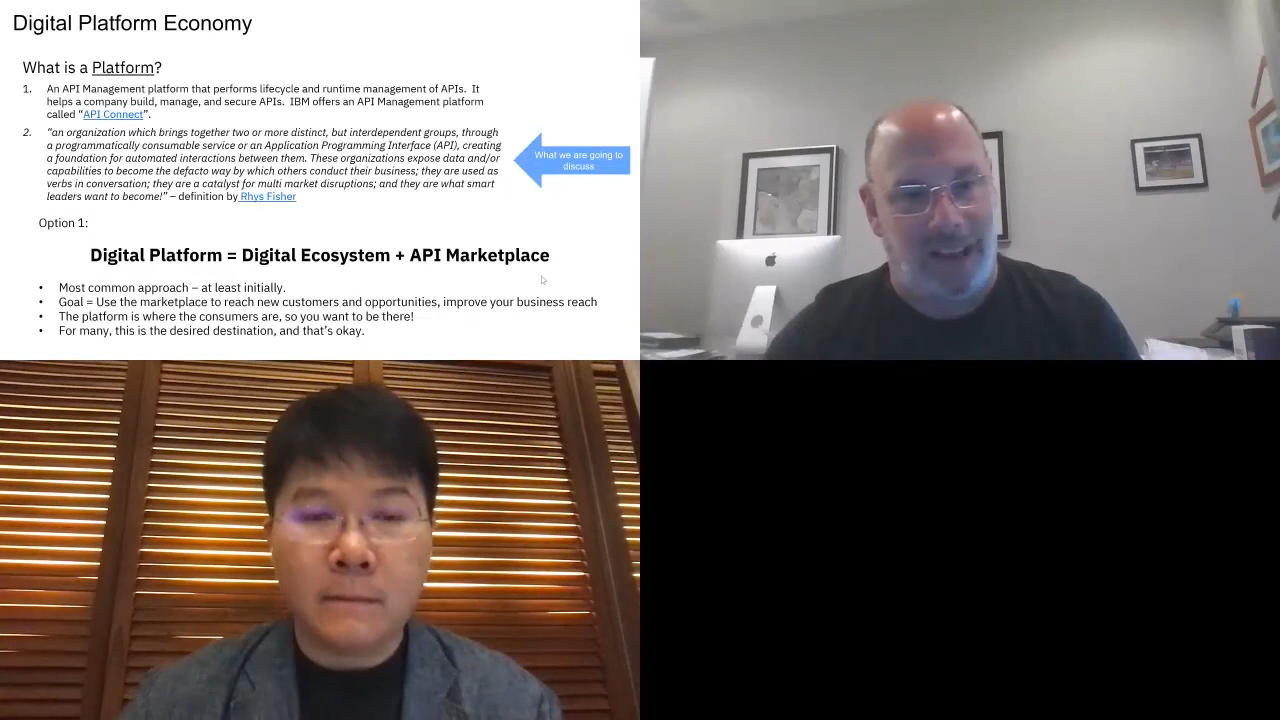 Digital Platform Economy
What is a Platform?
1. An API Management platform that performs lifecycle and runtime management of APIs. It
helps a company build, manage, and secure APIs. IBM offers an API Management platform
called “API Connect”.
2. “an organization which brings together two or more distinct, but interdependent groups, through
a programmatically consumable service or an Application Programming Interface (API), creating
a foundation for automated interactions between them. These organizations expose data and/or
capabilities to become the defacto way by which others conduct their business; they are used as
verbs in conversation; they are a catalyst for multi market disruptions; and they are what smart
leaders want to become!” – definition by Rhys Fisher
What we are going to
discuss
Option 1:
Digital Platform = Digital Ecosystem + API Marketplace
• Most common approach – at least initially.
• Goal = Use the marketplace to reach new customers and opportunities, improve your business reach
• The platform is where the consumers are, so you want to be there!
• For many, this is the desired destination, and that’s okay.